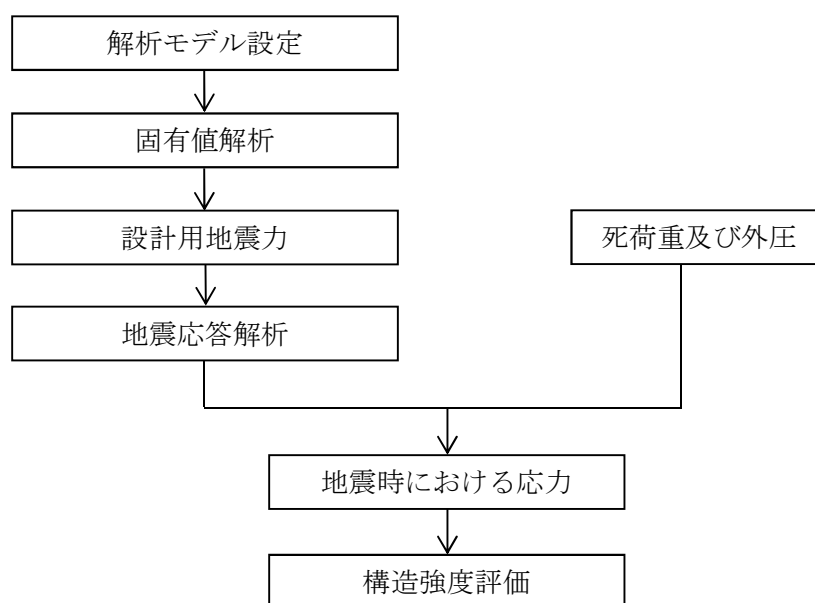 解析モデル設定
固有値解析
設計用地震力
死荷重及び外圧
地震応答解析
地震時における応力
構造強度評価